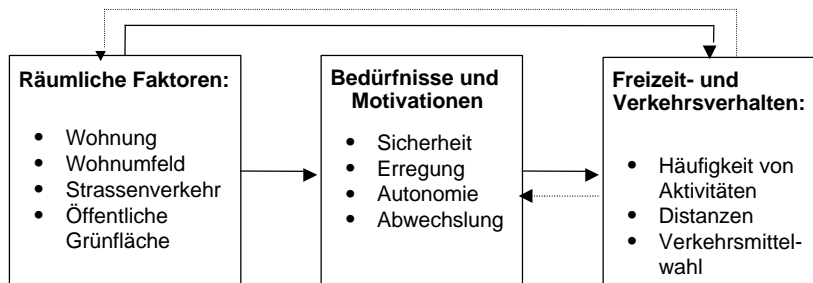 Räumliche Faktoren:
• Wohnung
• Wohnumfeld
• Strassenverkehr
• Öffentliche
Grünfläche
Bedürfnisse und
Motivationen
• Sicherheit
• Erregung
• Autonomie
• Abwechslung
Freizeit- und
Verkehrsverhalten:
• Häufigkeit von
Aktivitäten
• Distanzen
• Verkehrsmittel-
wahl